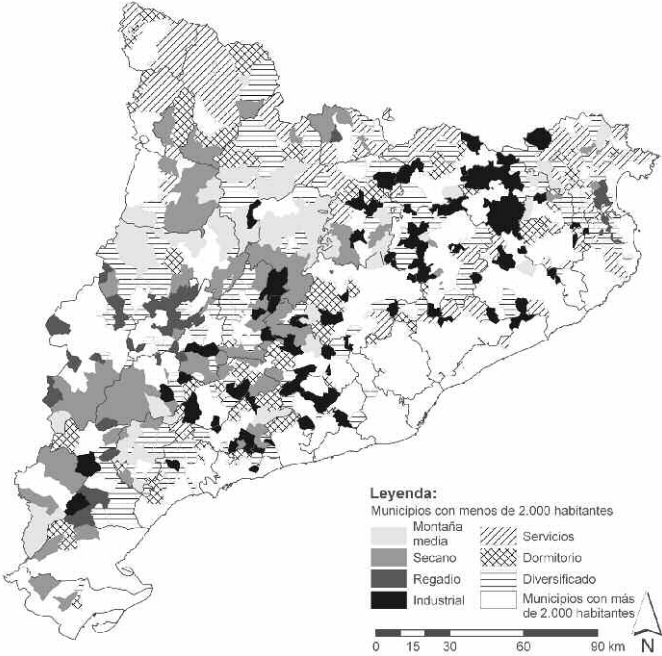 Leyenda:
Municipios con menos de 2.000 habitantes
Montaña
media
Secano
Regadio
Industrial
Servicios
Dormitorio
Diversificado
Municipios con más
de 2.000 habitantes
0 15 30 60 90 km
N